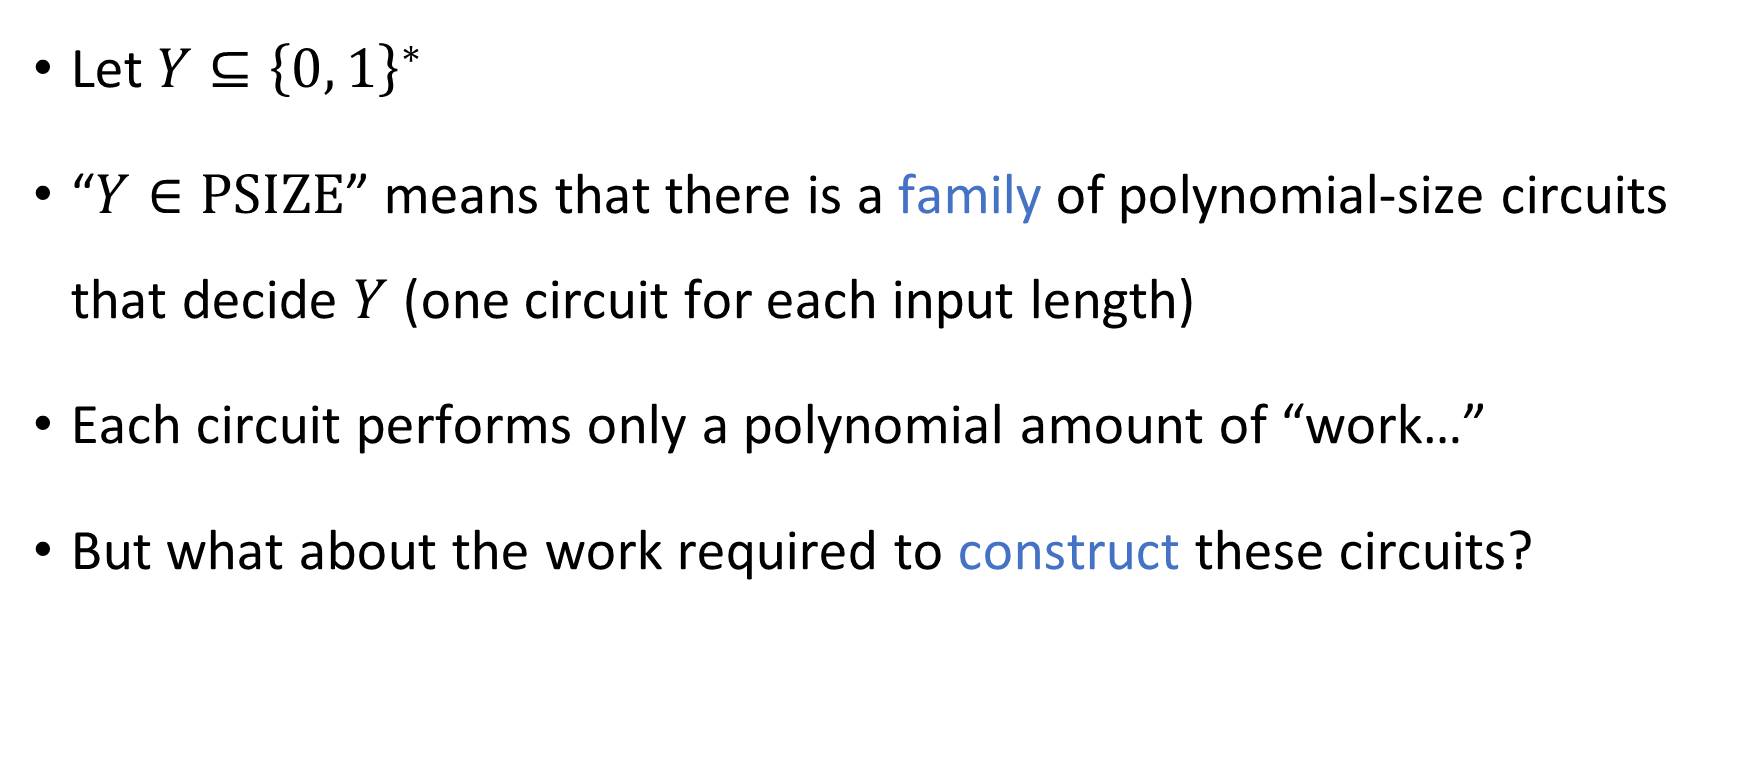 • Let Y ⊆ {0, 1}*
• “Y ∈ PSIZE” means that there is a family of polynomial-size circuits
that decide Y (one circuit for each input length)
• Each circuit performs only a polynomial amount of “work…”
• But what about the work required to construct these circuits?